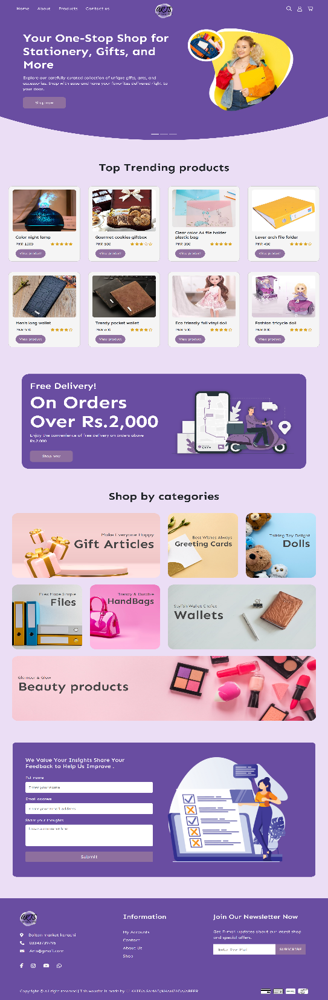 Home About Products Contact us
ARTS
Your One-Stop Shop for
Stationery, Gifts, and
More
Explore our carefully curated collection of unique gifts, arts, and
accessories. Shop with ease and have your favorites delivered right to
your door.
Shop now
Top Trending products
Color night lamp
PKR 1200
View product
Gourmet cookies giftbox
PKR 500
View product
Clear color A4 file holder
plastic bag
PKR 300
View product
Lever arch file folder
PKR 400
View product
Men's long wallet
PKR 500
View product
Trendy pocket wallet
PKR 600
View product
Eco friendly full vinyl doll
PKR 500
View product
Fashion tricycle doll
PKR 800
View product
Free Delivery!
On Orders
Over Rs.2,000
Enjoy the convenience of free delivery on orders above
Rs.2,000
Shop now
Shop by categories
Make Everyone Happy
Gift Articles
Best Wishes Always
Greeting Cards
Talking Toy Delight
Dolls
Files Made Simple
Files
Trendy & Durable
HandBags
Stylish Wallet Choice
Wallets
Glamour & Glow
Beauty products
We Value Your Insights Share Your
Feedback to Help Us Improve .
Full name
Enter your name
Email address
Enter your Email address
Share your thoughts
Leave a comment here
Submit
ARTS
Bolton market karachi
03343739795
Arts@gmail.com
Information
My Accounts
Contact
About Us
Shop
Join Our Newsletter Now
Get E-mail updates about our latest shop
and special offers.
Enter Your Mail
SUBSCRIBE
Copyright © All right reserved | This website is made by